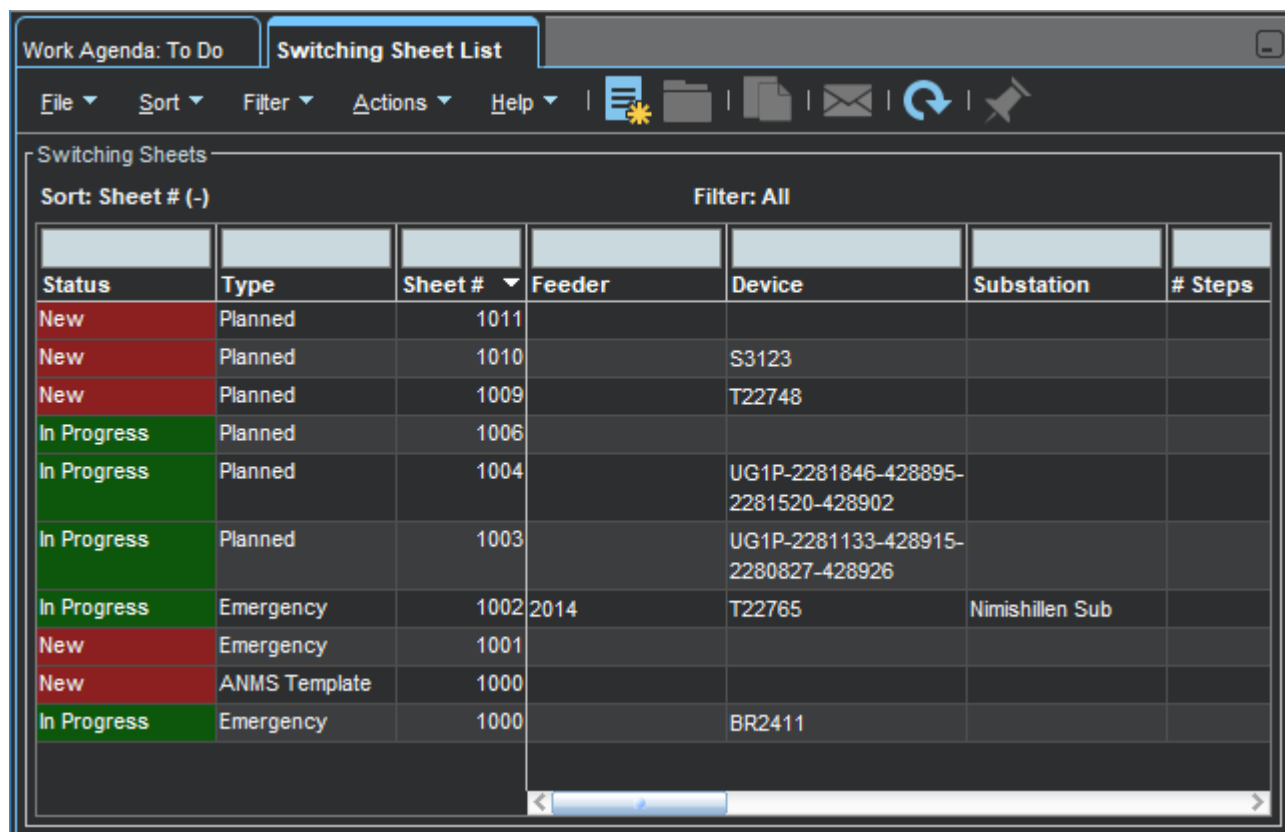 Work Agenda: To Do Switching Sheet List
File Sort Filter Actions Help
Switching Sheets
Sort: Sheet # (-) Filter: All
Status Type Sheet # Feeder Device Substation # Steps
New Planned 1011
New Planned 1010 S3123
New Planned 1009 T22748
In Progress Planned 1006
In Progress Planned 1004 UG1P-2281846-428895-
2281520-428902
In Progress Planned 1003 UG1P-2281133-428915-
2280827-428926
In Progress Emergency 1002 2014 T22765 Nimishillen Sub
New Emergency 1001
New ANMS Template 1000
In Progress Emergency 1000 BR2411